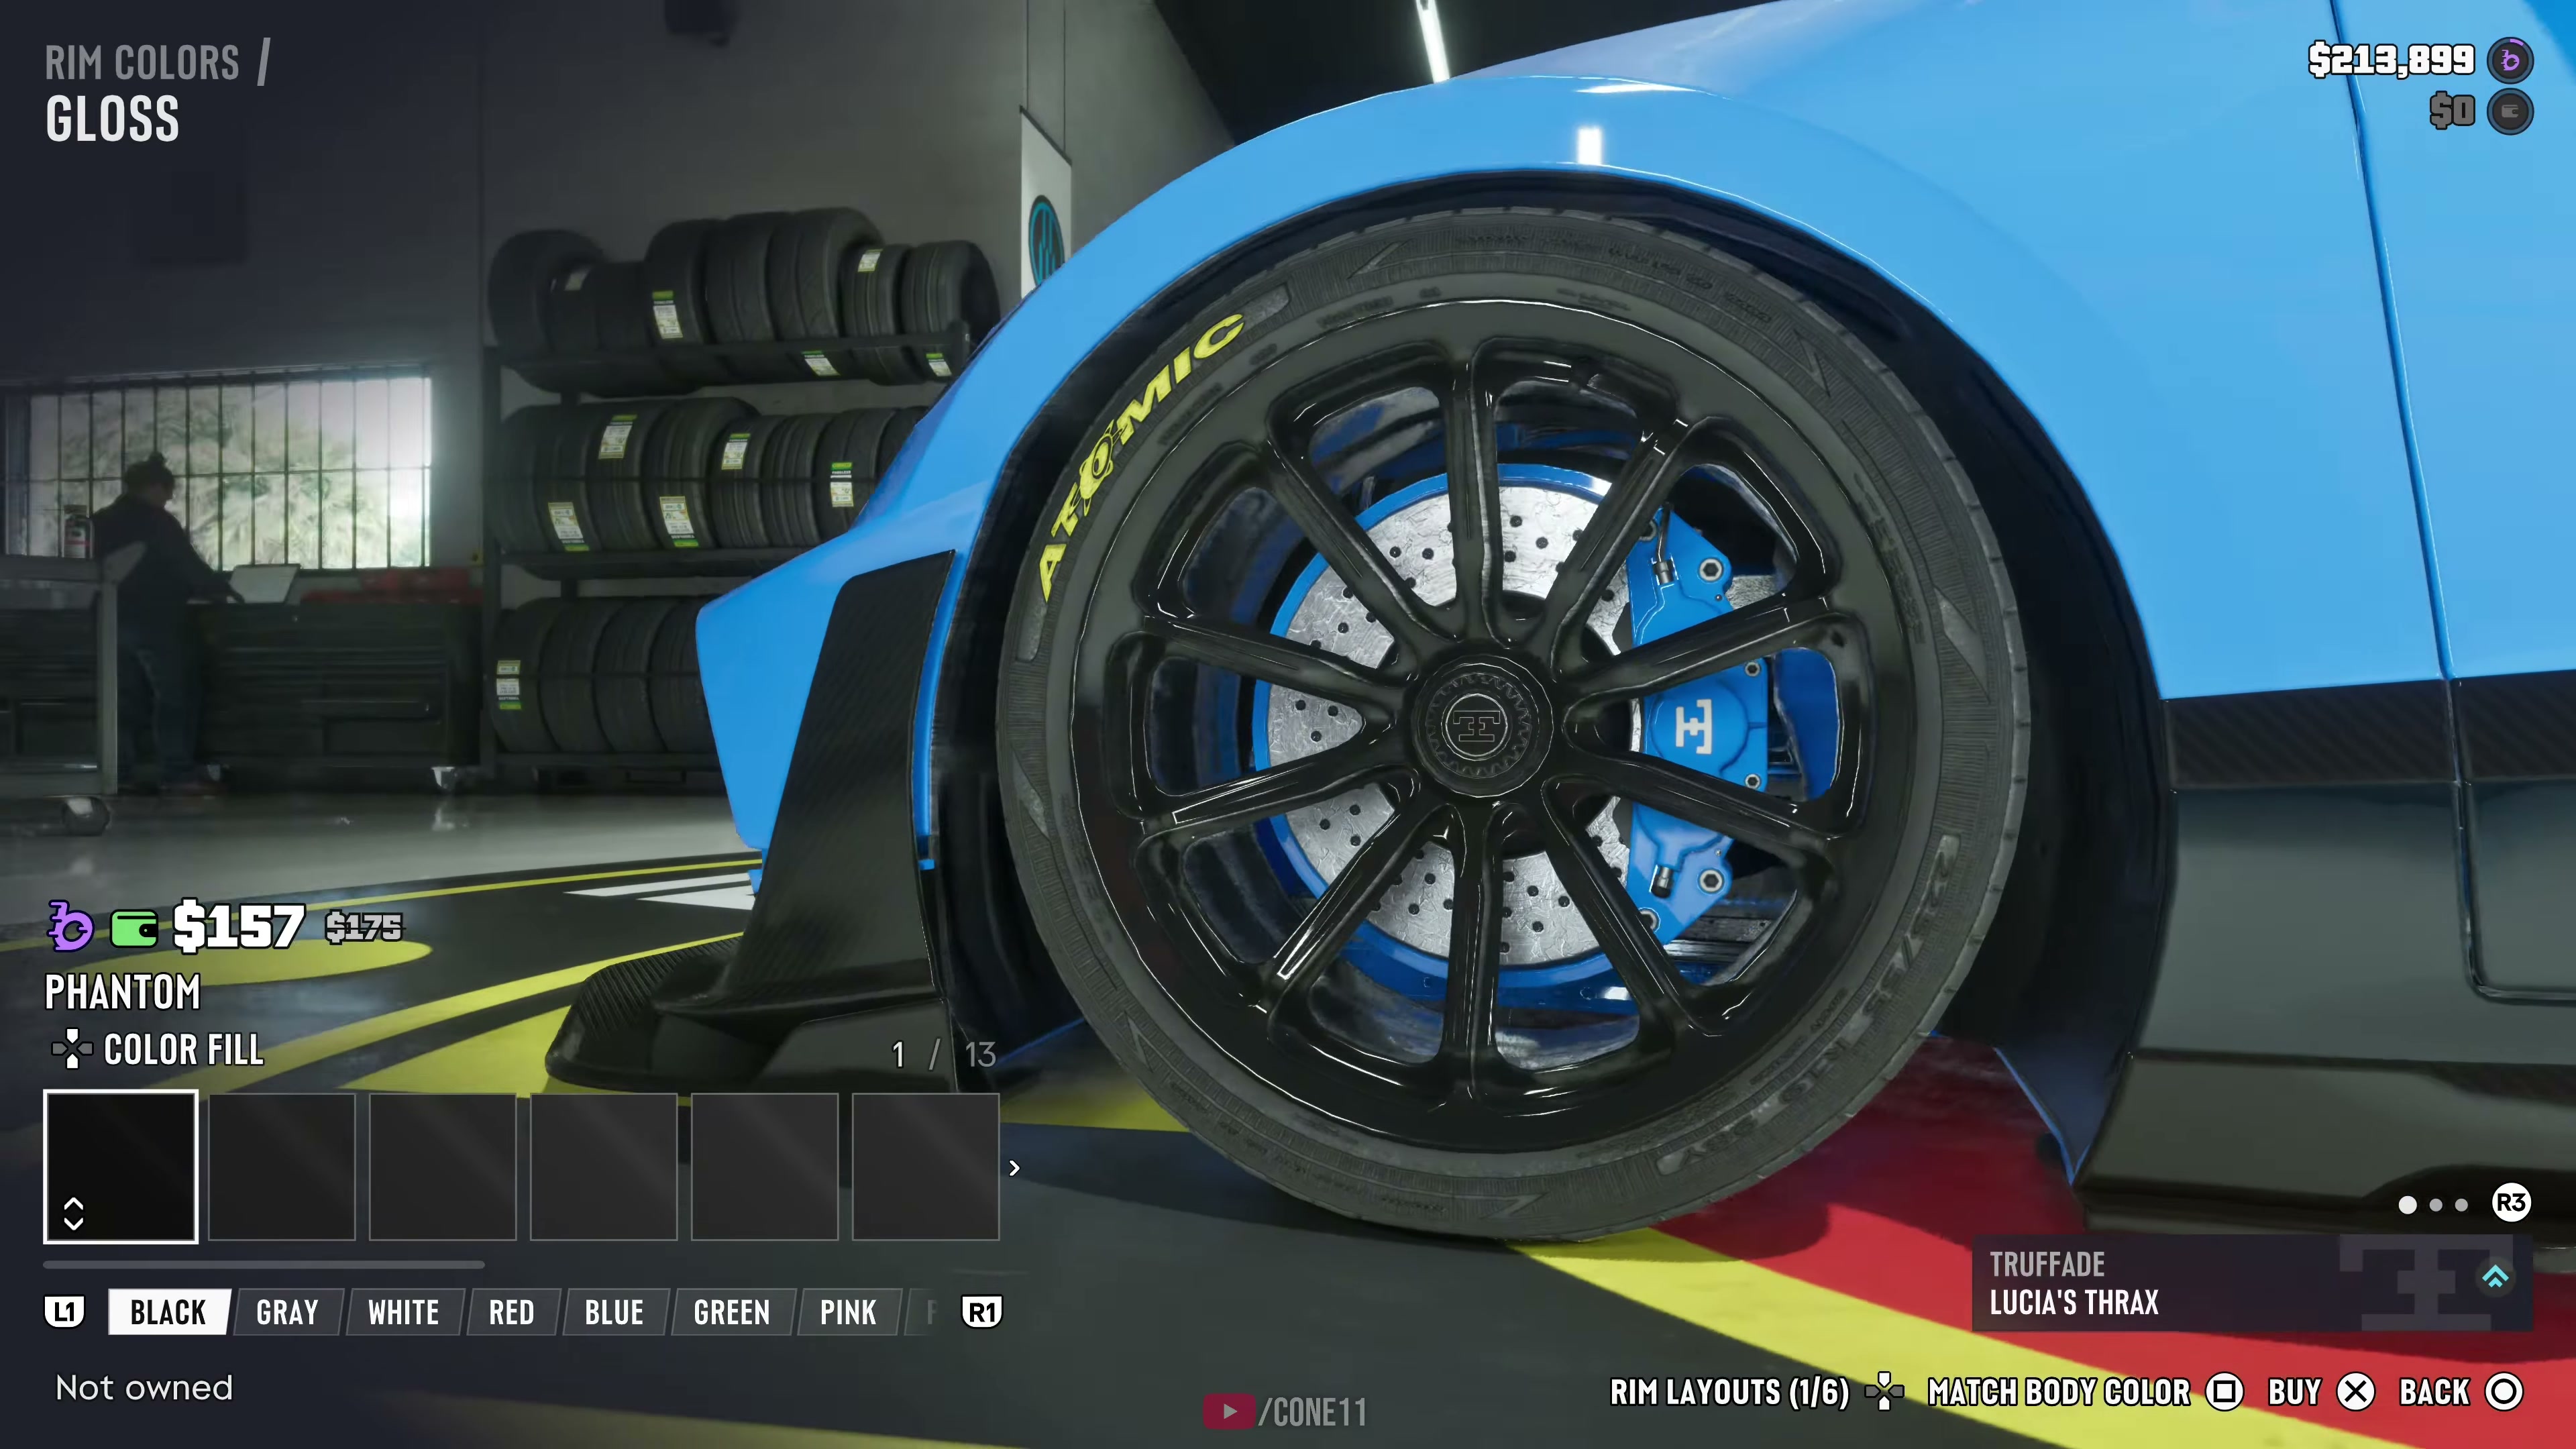 RIM COLORS /
GLOSS
$213,899
$0
ATOMIC
$157 $175
PHANTOM
COLOR FILL
1 / 13
R3
TRUFFADE
LUCIA'S THRAX
L1 BLACK GRAY WHITE RED BLUE GREEN PINK R1
Not owned
RIM LAYOUTS (1/6) MATCH BODY COLOR BUY BACK
/CONE11